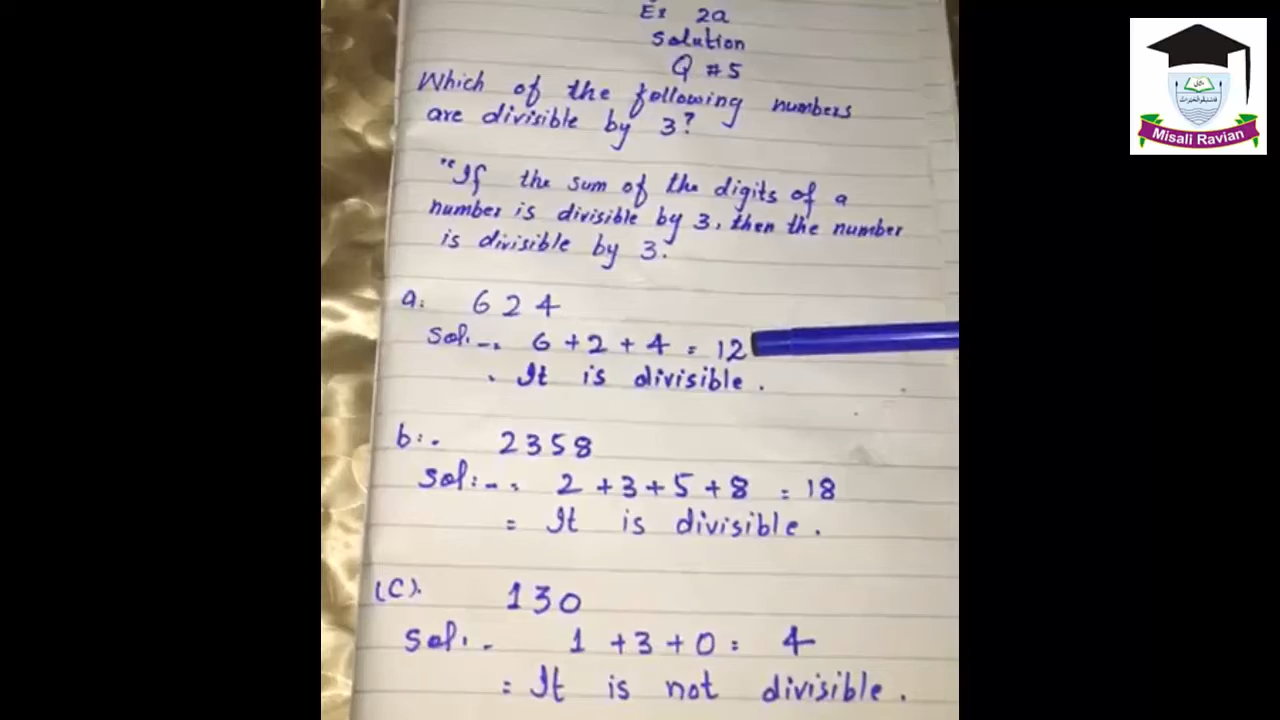 Ex 2a
Solution
Q #5
Which of the following numbers
are divisible by 3?
"If the sum of the digits of a
number is divisible by 3, then the number
is divisible by 3.
a: 624
Sol:-. 6+2+4 = 12
. It is divisible.
b:. 2358
Sol:-. 2+3+5+8 = 18
= It is divisible.
(C). 130
Sol:- 1+3+0= 4
= It is not divisible.
Misali Ravian